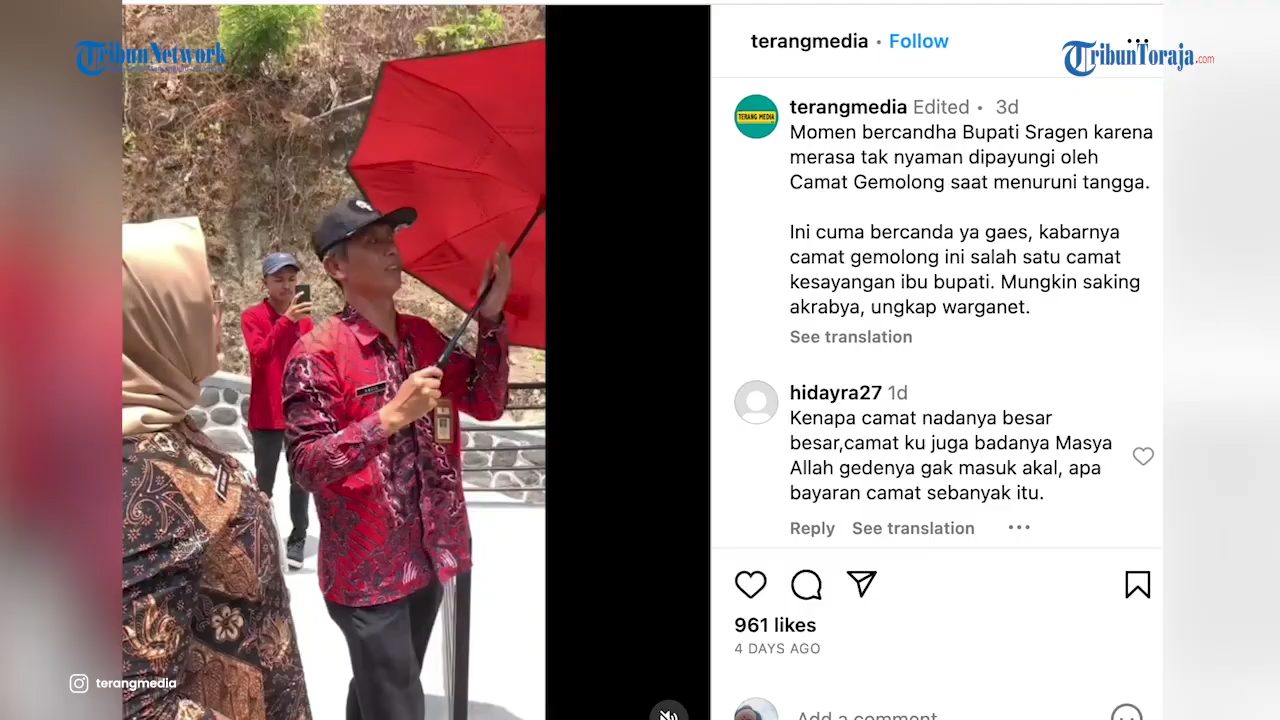 TribunNetwork
TribunToraja.com
terangmedia • Follow
TERANG MEDIA
terangmedia Edited • 3d
Momen bercandha Bupati Sragen karena
merasa tak nyaman dipayungi oleh
Camat Gemolong saat menuruni tangga.
Ini cuma bercanda ya gaes, kabarnya
camat gemolong ini salah satu camat
kesayangan ibu bupati. Mungkin saking
akrabya, ungkap warganet.
See translation
hidayra27 1d
Kenapa camat nadanya besar
besar,camat ku juga badanya Masya
Allah gedenya gak masuk akal, apa
bayaran camat sebanyak itu.
Reply See translation
961 likes
4 DAYS AGO
Add a comment
terangmedia